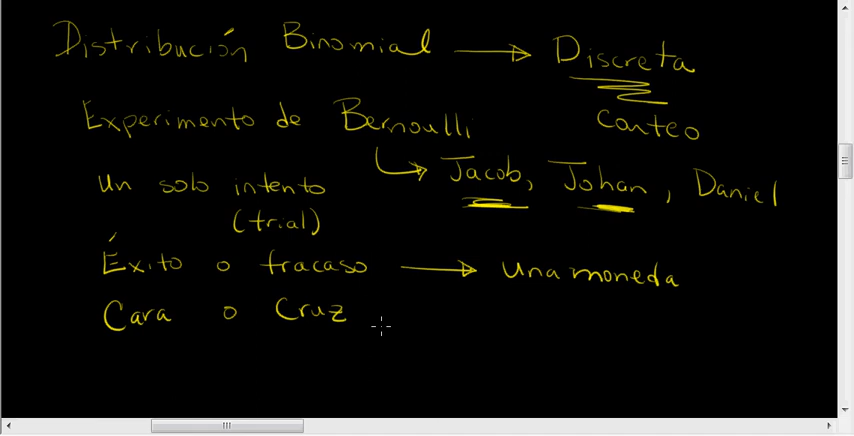 Distribución Binomial → Discreta
Experimento de Bernoulli conteo
Un solo intento → Jacob, Johan, Daniel
(trial)
Éxito o fracaso → Una moneda
Cara o Cruz